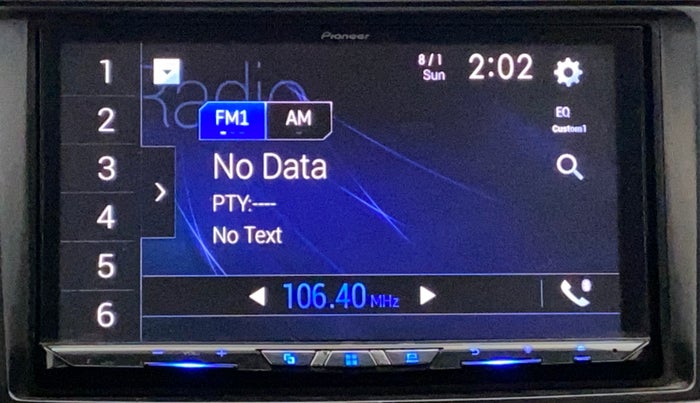 Pioneer
Radio
8/1
Sun
2:02
FM1
AM
EQ
Custom1
No Data
PTY:----
No Text
106.40 MHz
1
2
3
4
5
6